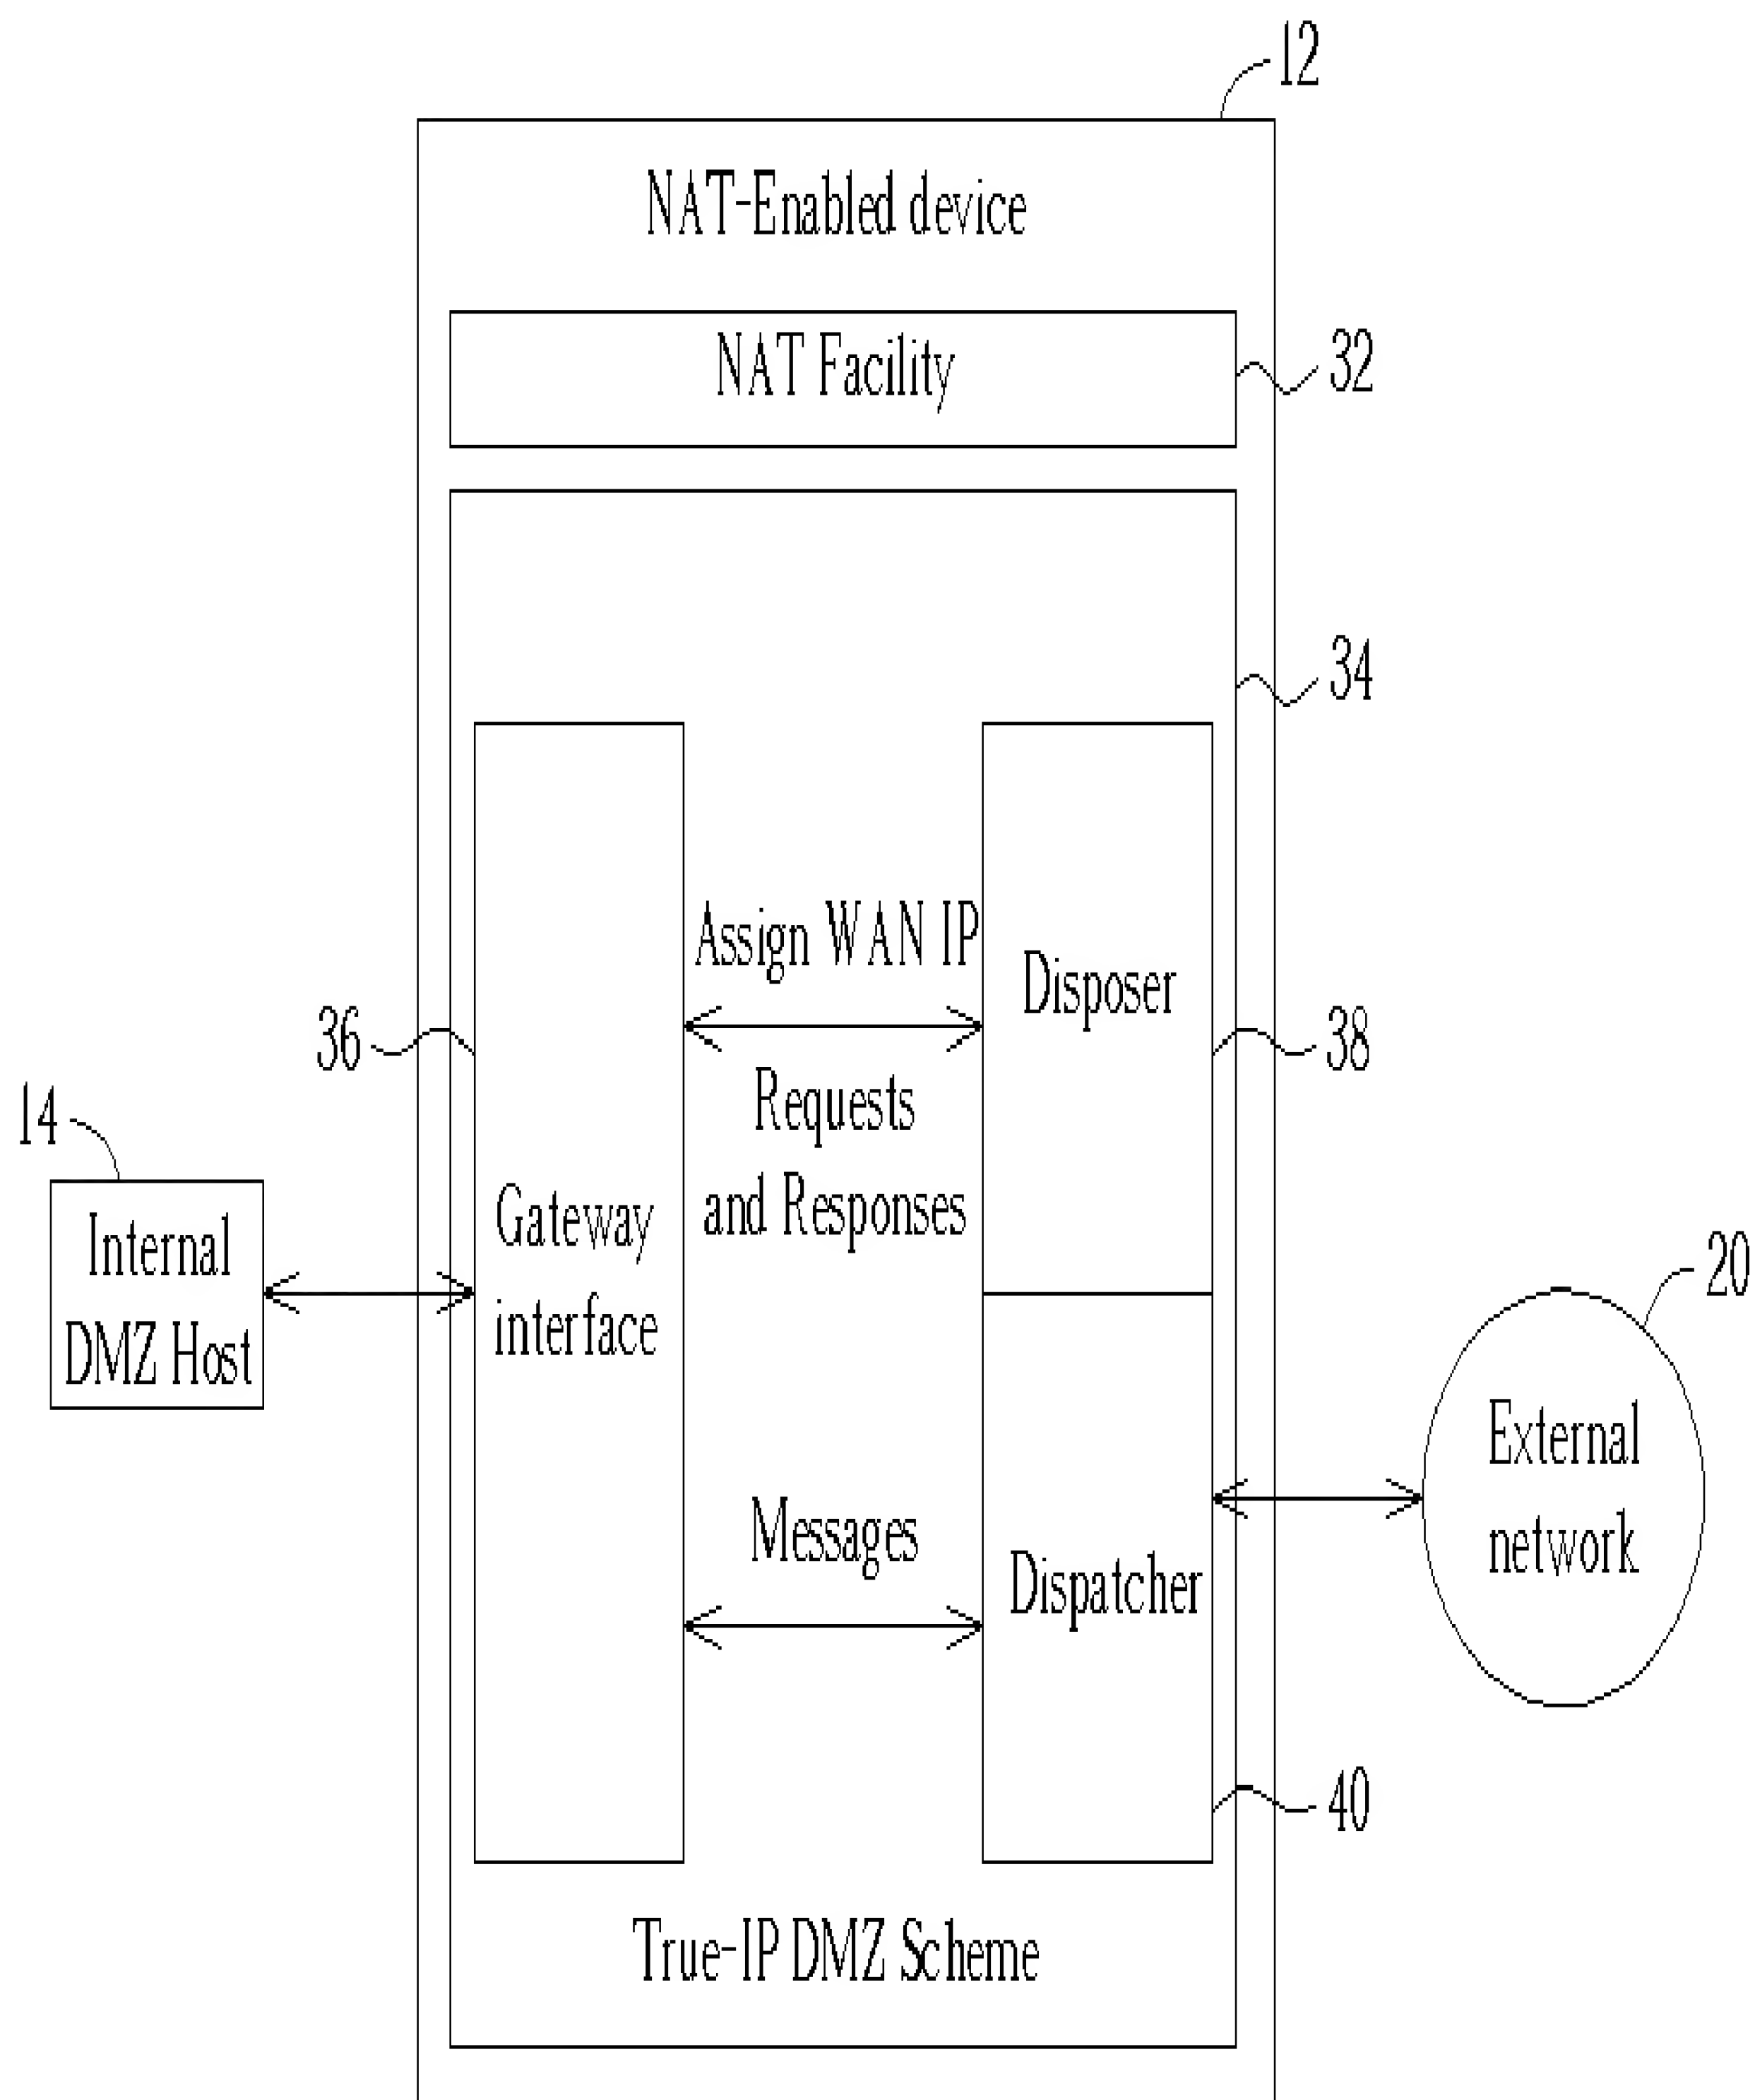 12
NAT-Enabled device
NAT Facility
32
34
Assign WAN IP
Disposer
36
38
Requests
and Responses
14
Internal
DMZ Host
Gateway
interface
20
External
network
Messages
Dispatcher
40
True-IP DMZ Scheme